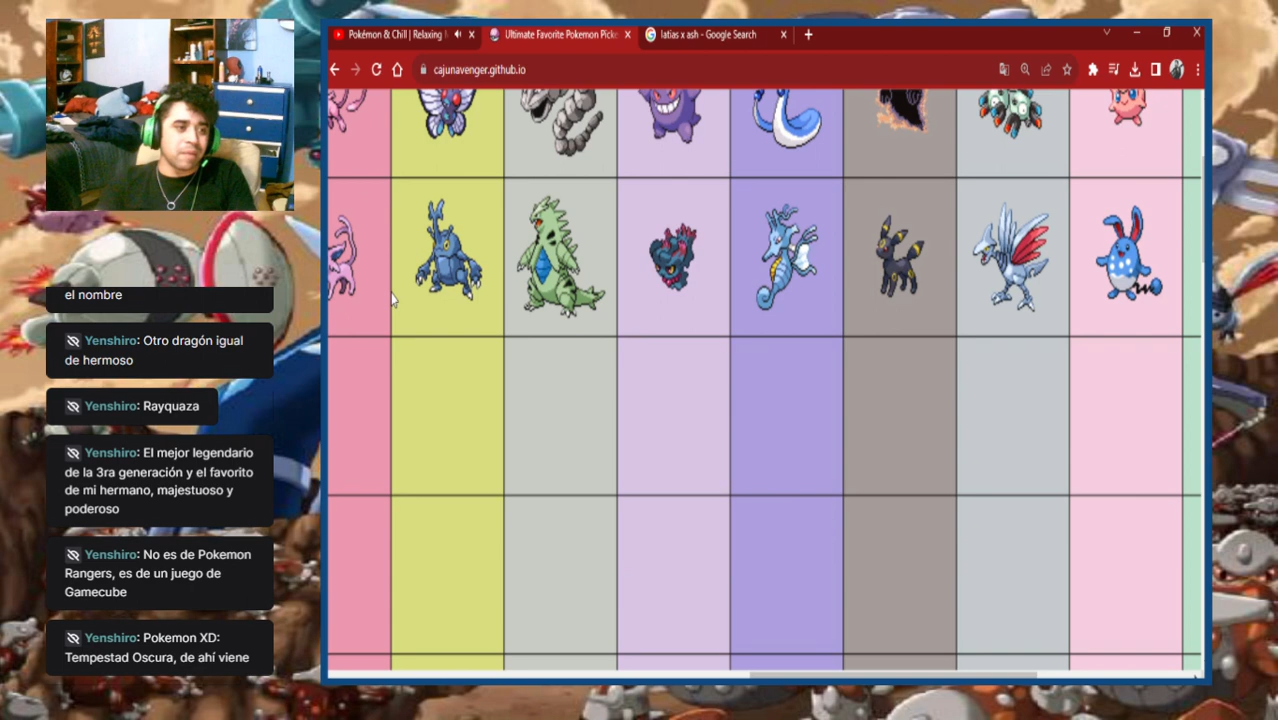 Pokémon & Chill | Relaxing
Ultimate Favorite Pokemon Picke
latias x ash - Google Search
cajunavenger.github.io
el nombre
Yenshiro: Otro dragón igual
de hermoso
Yenshiro: Rayquaza
Yenshiro: El mejor legendario
de la 3ra generación y el favorito
de mi hermano, majestuoso y
poderoso
Yenshiro: No es de Pokemon
Rangers, es de un juego de
Gamecube
Yenshiro: Pokemon XD:
Tempestad Oscura, de ahí viene